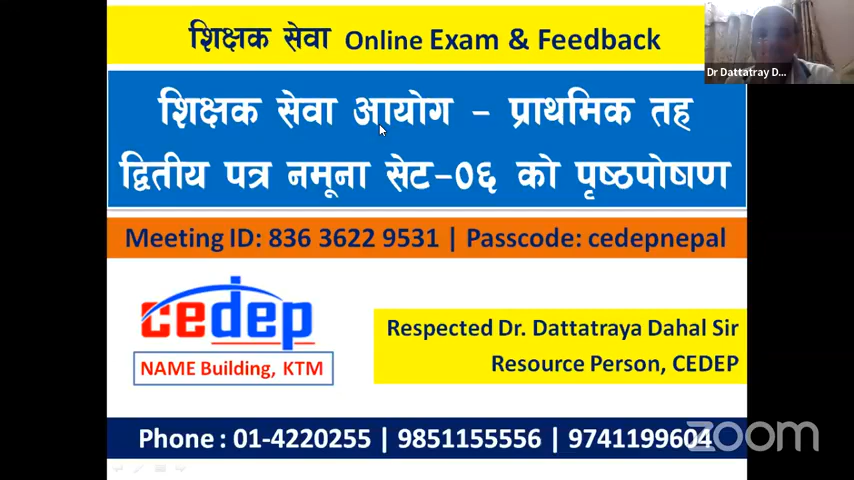 शिक्षक सेवा Online Exam & Feedback
Dr Dattatray D...
शिक्षक सेवा आयोग - प्राथमिक तह
द्वितीय पत्र नमूना सेट-०६ को पृष्ठपोषण
Meeting ID: 836 3622 9531 | Passcode: cedepnepal
cedep
NAME Building, KTM
Respected Dr. Dattatraya Dahal Sir
Resource Person, CEDEP
Phone : 01-4220255 | 9851155556 | 9741199604
zoom